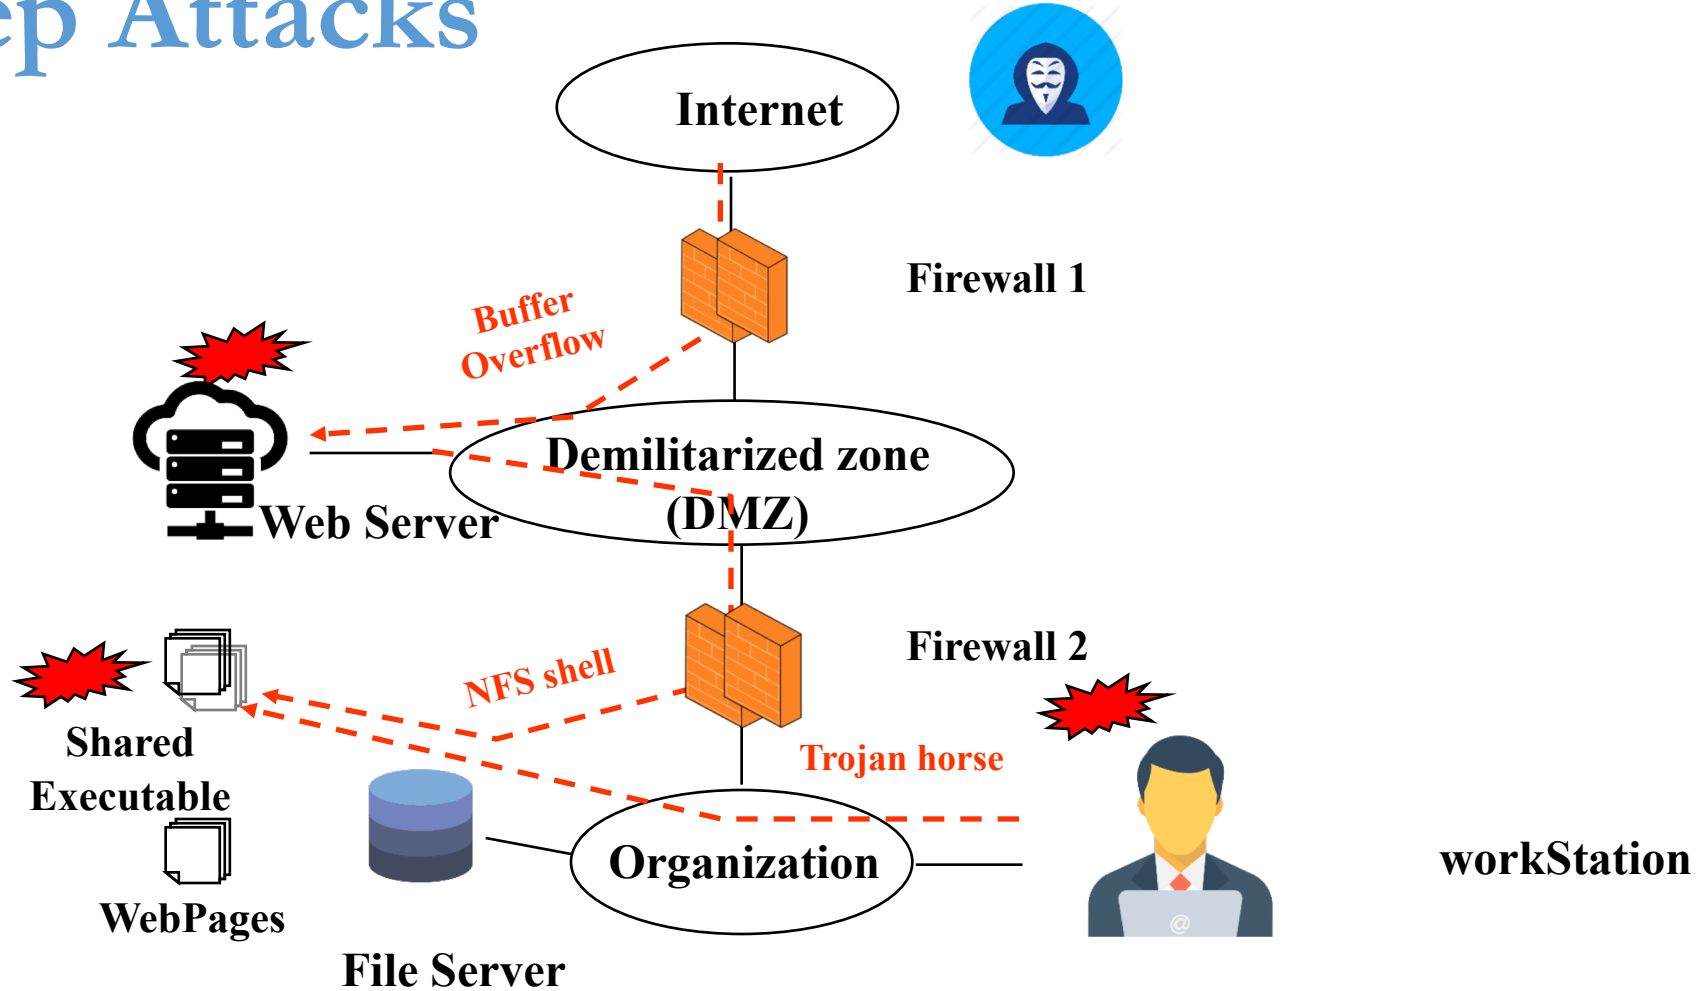 Attacks
Internet
Firewall 1
Buffer
Overflow
Demilitarized zone
(DMZ)
Web Server
Firewall 2
NFS shell
Shared
Executable
Trojan horse
Organization
workStation
WebPages
File Server
@